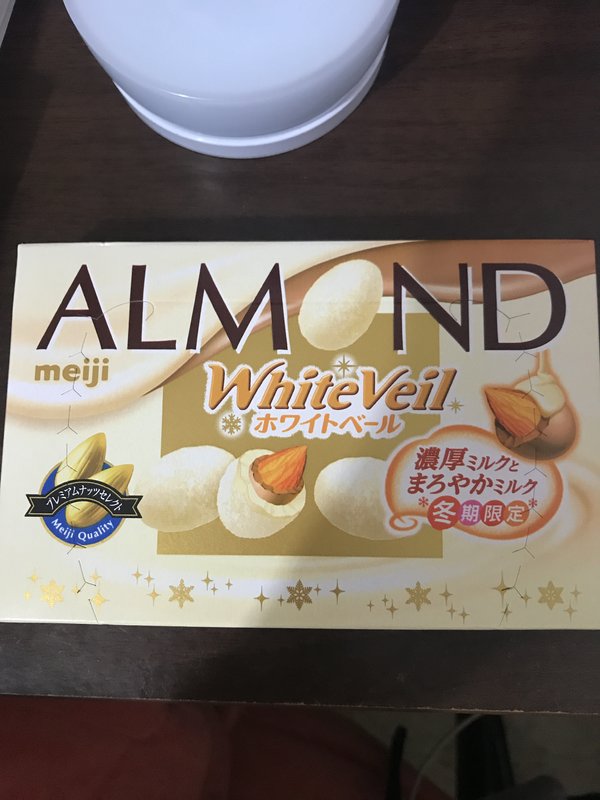 ALMOND
meiji
White Veil
ホワイトベール
濃厚ミルクと
まろやかミルク
冬期限定
プレミアムナッツセレクト
Meiji Quality